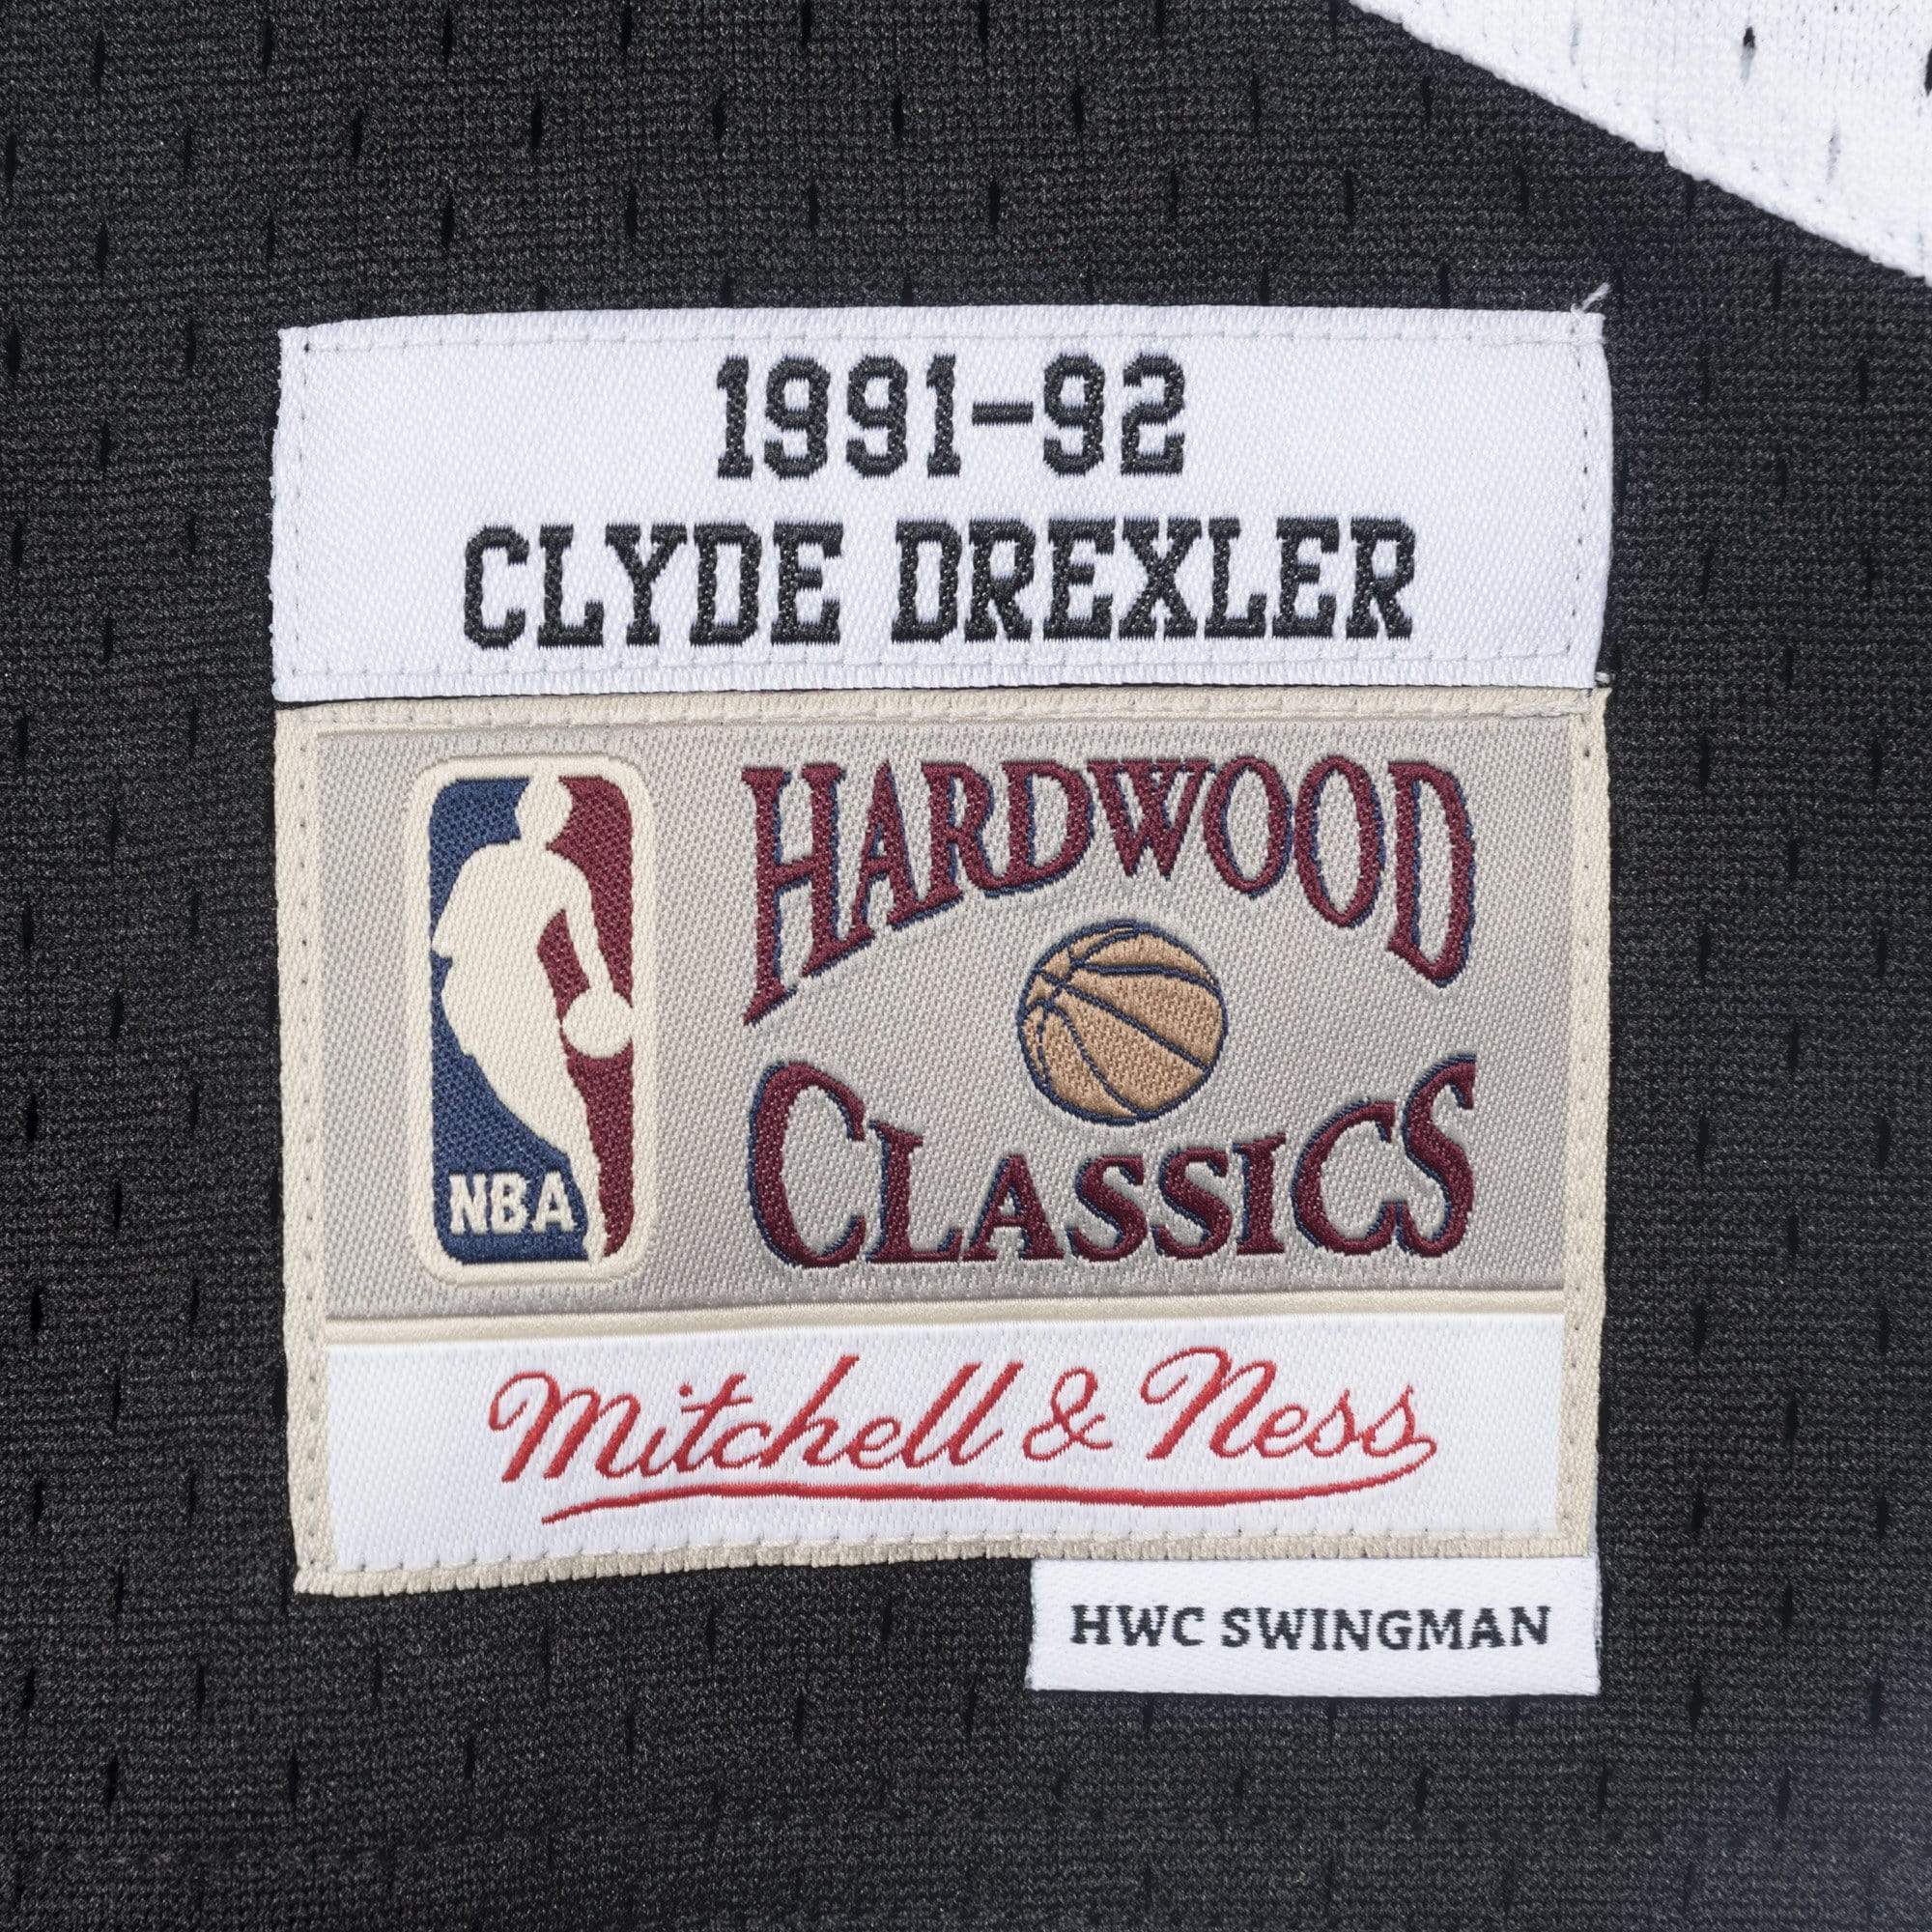 1991-92
CLYDE DREXLER
HARDWOOD
CLASSICS
NBA
Mitchell & Ness
HWC SWINGMAN